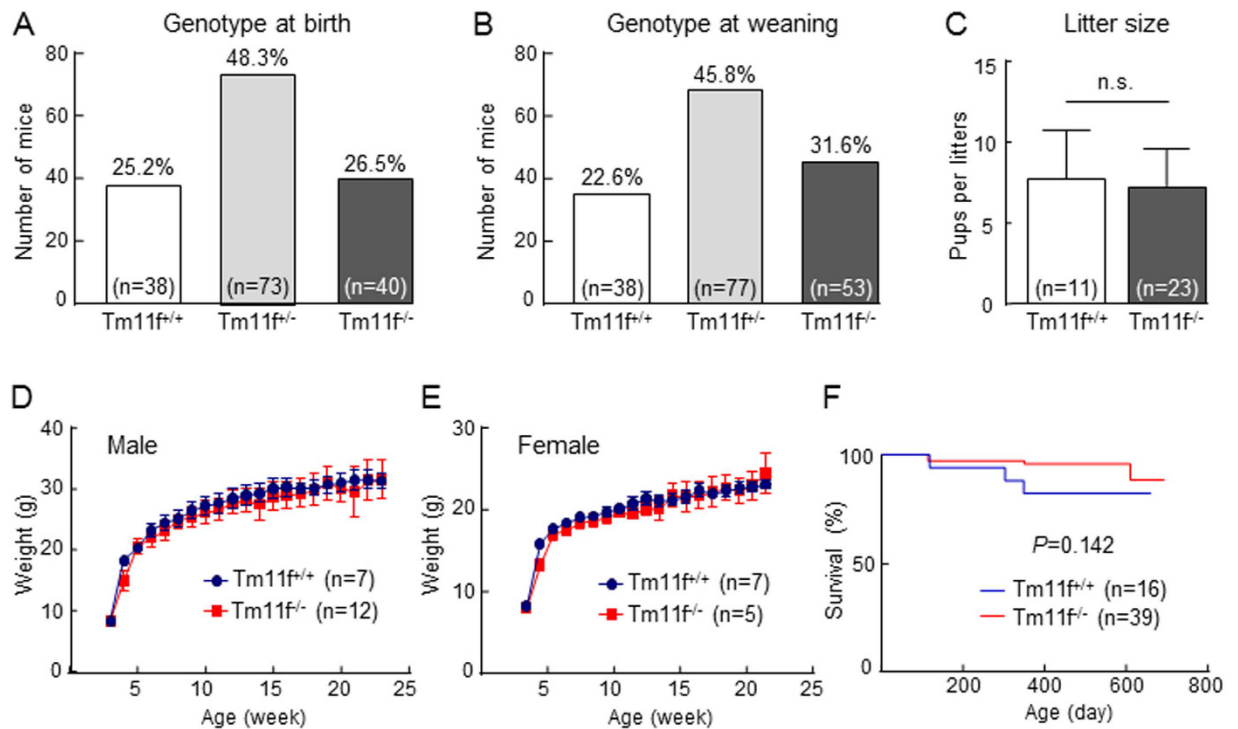 A
Genotype at birth
Number of mice
80
60
40
20
0
25.2%
48.3%
26.5%
(n=38)
(n=73)
(n=40)
Tm11f+/+
Tm11f+/-
Tm11f-/-
B
Genotype at weaning
Number of mice
80
60
40
20
0
22.6%
45.8%
31.6%
(n=38)
(n=77)
(n=53)
Tm11f+/+
Tm11f+/-
Tm11f-/-
C
Litter size
Pups per litters
15
10
5
0
n.s.
(n=11)
(n=23)
Tm11f+/+
Tm11f-/-
D
Male
Weight (g)
40
30
20
10
0
Tm11f+/+ (n=7)
Tm11f-/- (n=12)
5 10 15 20 25
Age (week)
E
Female
Weight (g)
30
20
10
0
Tm11f+/+ (n=7)
Tm11f-/- (n=5)
5 10 15 20 25
Age (week)
F
Survival (%)
100
50
0
P=0.142
Tm11f+/+ (n=16)
Tm11f-/- (n=39)
200 400 600 800
Age (day)